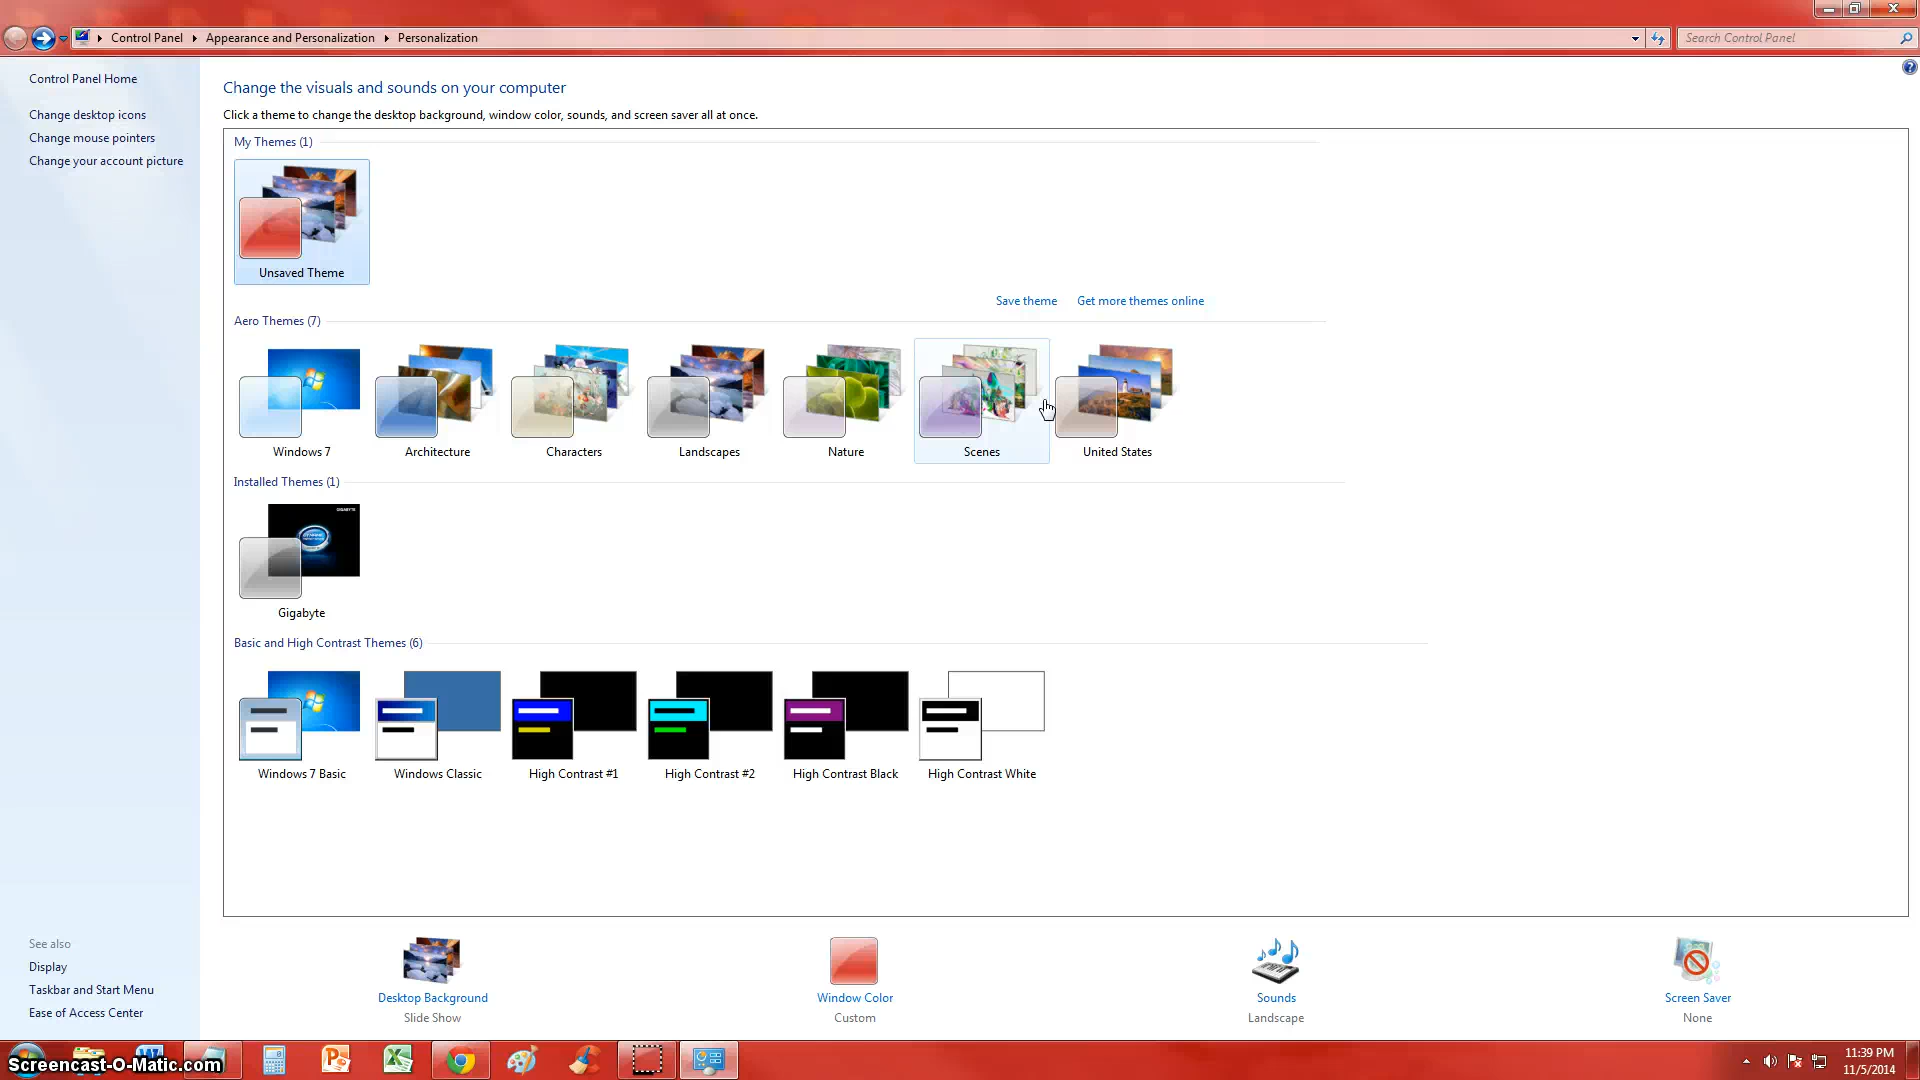 Control Panel
Appearance and Personalization
Personalization
Search Control Panel
Control Panel Home
Change desktop icons
Change mouse pointers
Change your account picture
Change the visuals and sounds on your computer
Click a theme to change the desktop background, window color, sounds, and screen saver all at once.
My Themes (1)
Unsaved Theme
Save theme
Get more themes online
Aero Themes (7)
Windows 7
Architecture
Characters
Landscapes
Nature
Scenes
United States
Installed Themes (1)
GIGABYTE
Gigabyte
Basic and High Contrast Themes (6)
Windows 7 Basic
Windows Classic
High Contrast #1
High Contrast #2
High Contrast Black
High Contrast White
See also
Display
Taskbar and Start Menu
Ease of Access Center
Desktop Background
Slide Show
Window Color
Custom
Sounds
Landscape
Screen Saver
None
Screencast-O-Matic.com
11:39 PM
11/5/2014